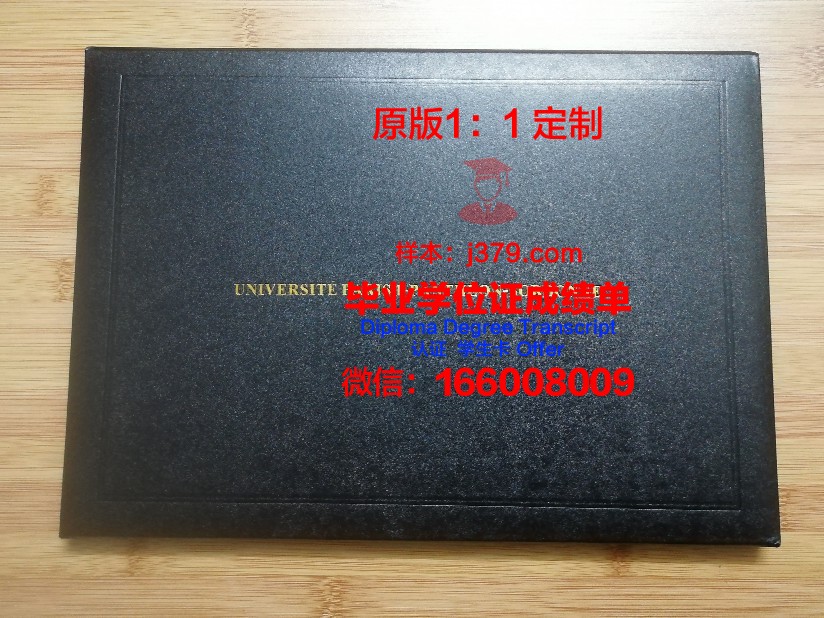 原版1：1 定制
样本：j379.com
UNIVERSITE
毕业学位证成绩单
Diploma Degree Transcript
认证 学生卡 Offer
微信：166008009